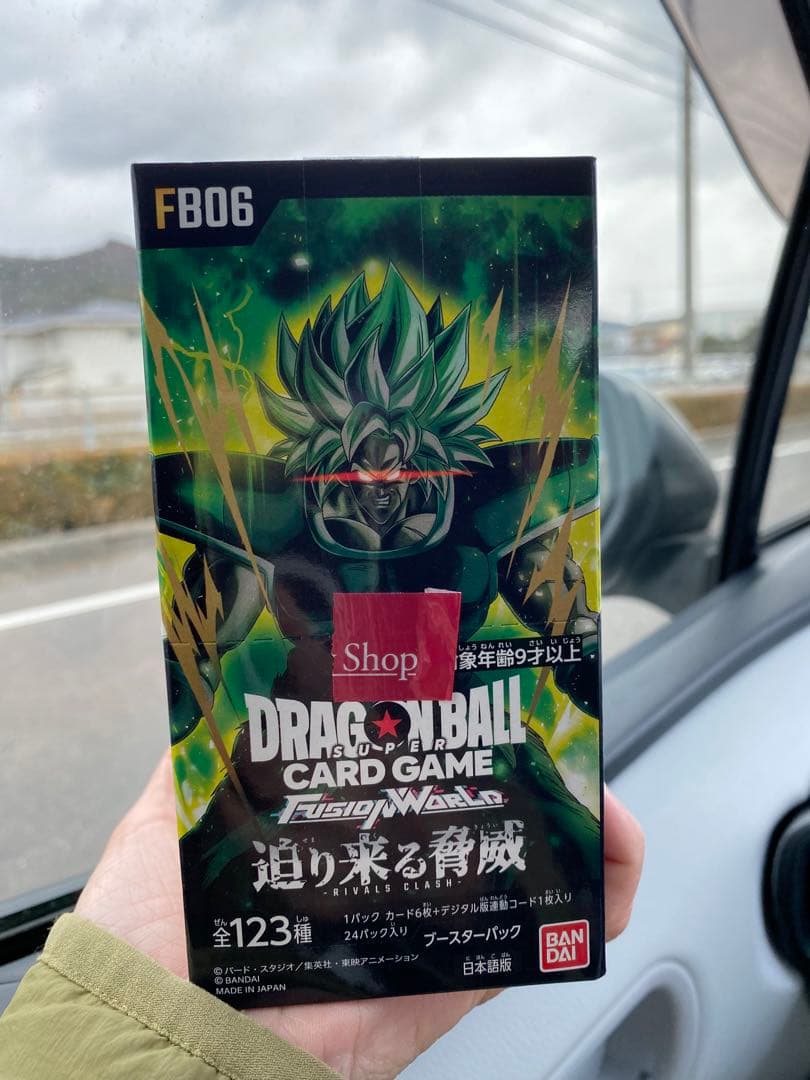 FB06
Shop
象年齢9才以上
DRAGON BALL
SUPER
CARD GAME
FUSION WORLD
迫り来る脅威
-RIVALS CLASH-
全123種
1パック カード6枚+デジタル版連動コード1枚入り
24パック入り ブースターパック
BAN
DAI
日本語版
©バード・スタジオ/集英社・東映アニメーション
©BANDAI
MADE IN JAPAN